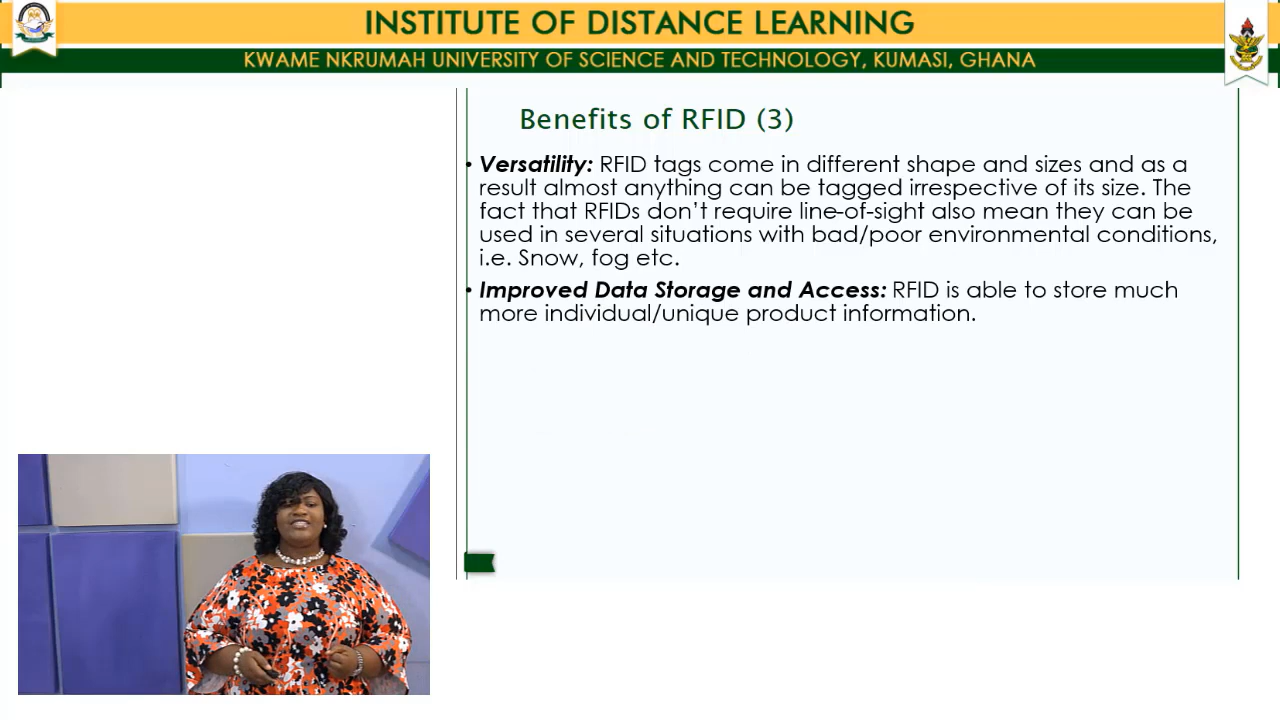 INSTITUTE OF DISTANCE LEARNING
KWAME NKRUMAH UNIVERSITY OF SCIENCE AND TECHNOLOGY, KUMASI, GHANA
Benefits of RFID (3)
• Versatility: RFID tags come in different shape and sizes and as a
result almost anything can be tagged irrespective of its size. The
fact that RFIDs don’t require line-of-sight also mean they can be
used in several situations with bad/poor environmental conditions,
i.e. Snow, fog etc.
• Improved Data Storage and Access: RFID is able to store much
more individual/unique product information.